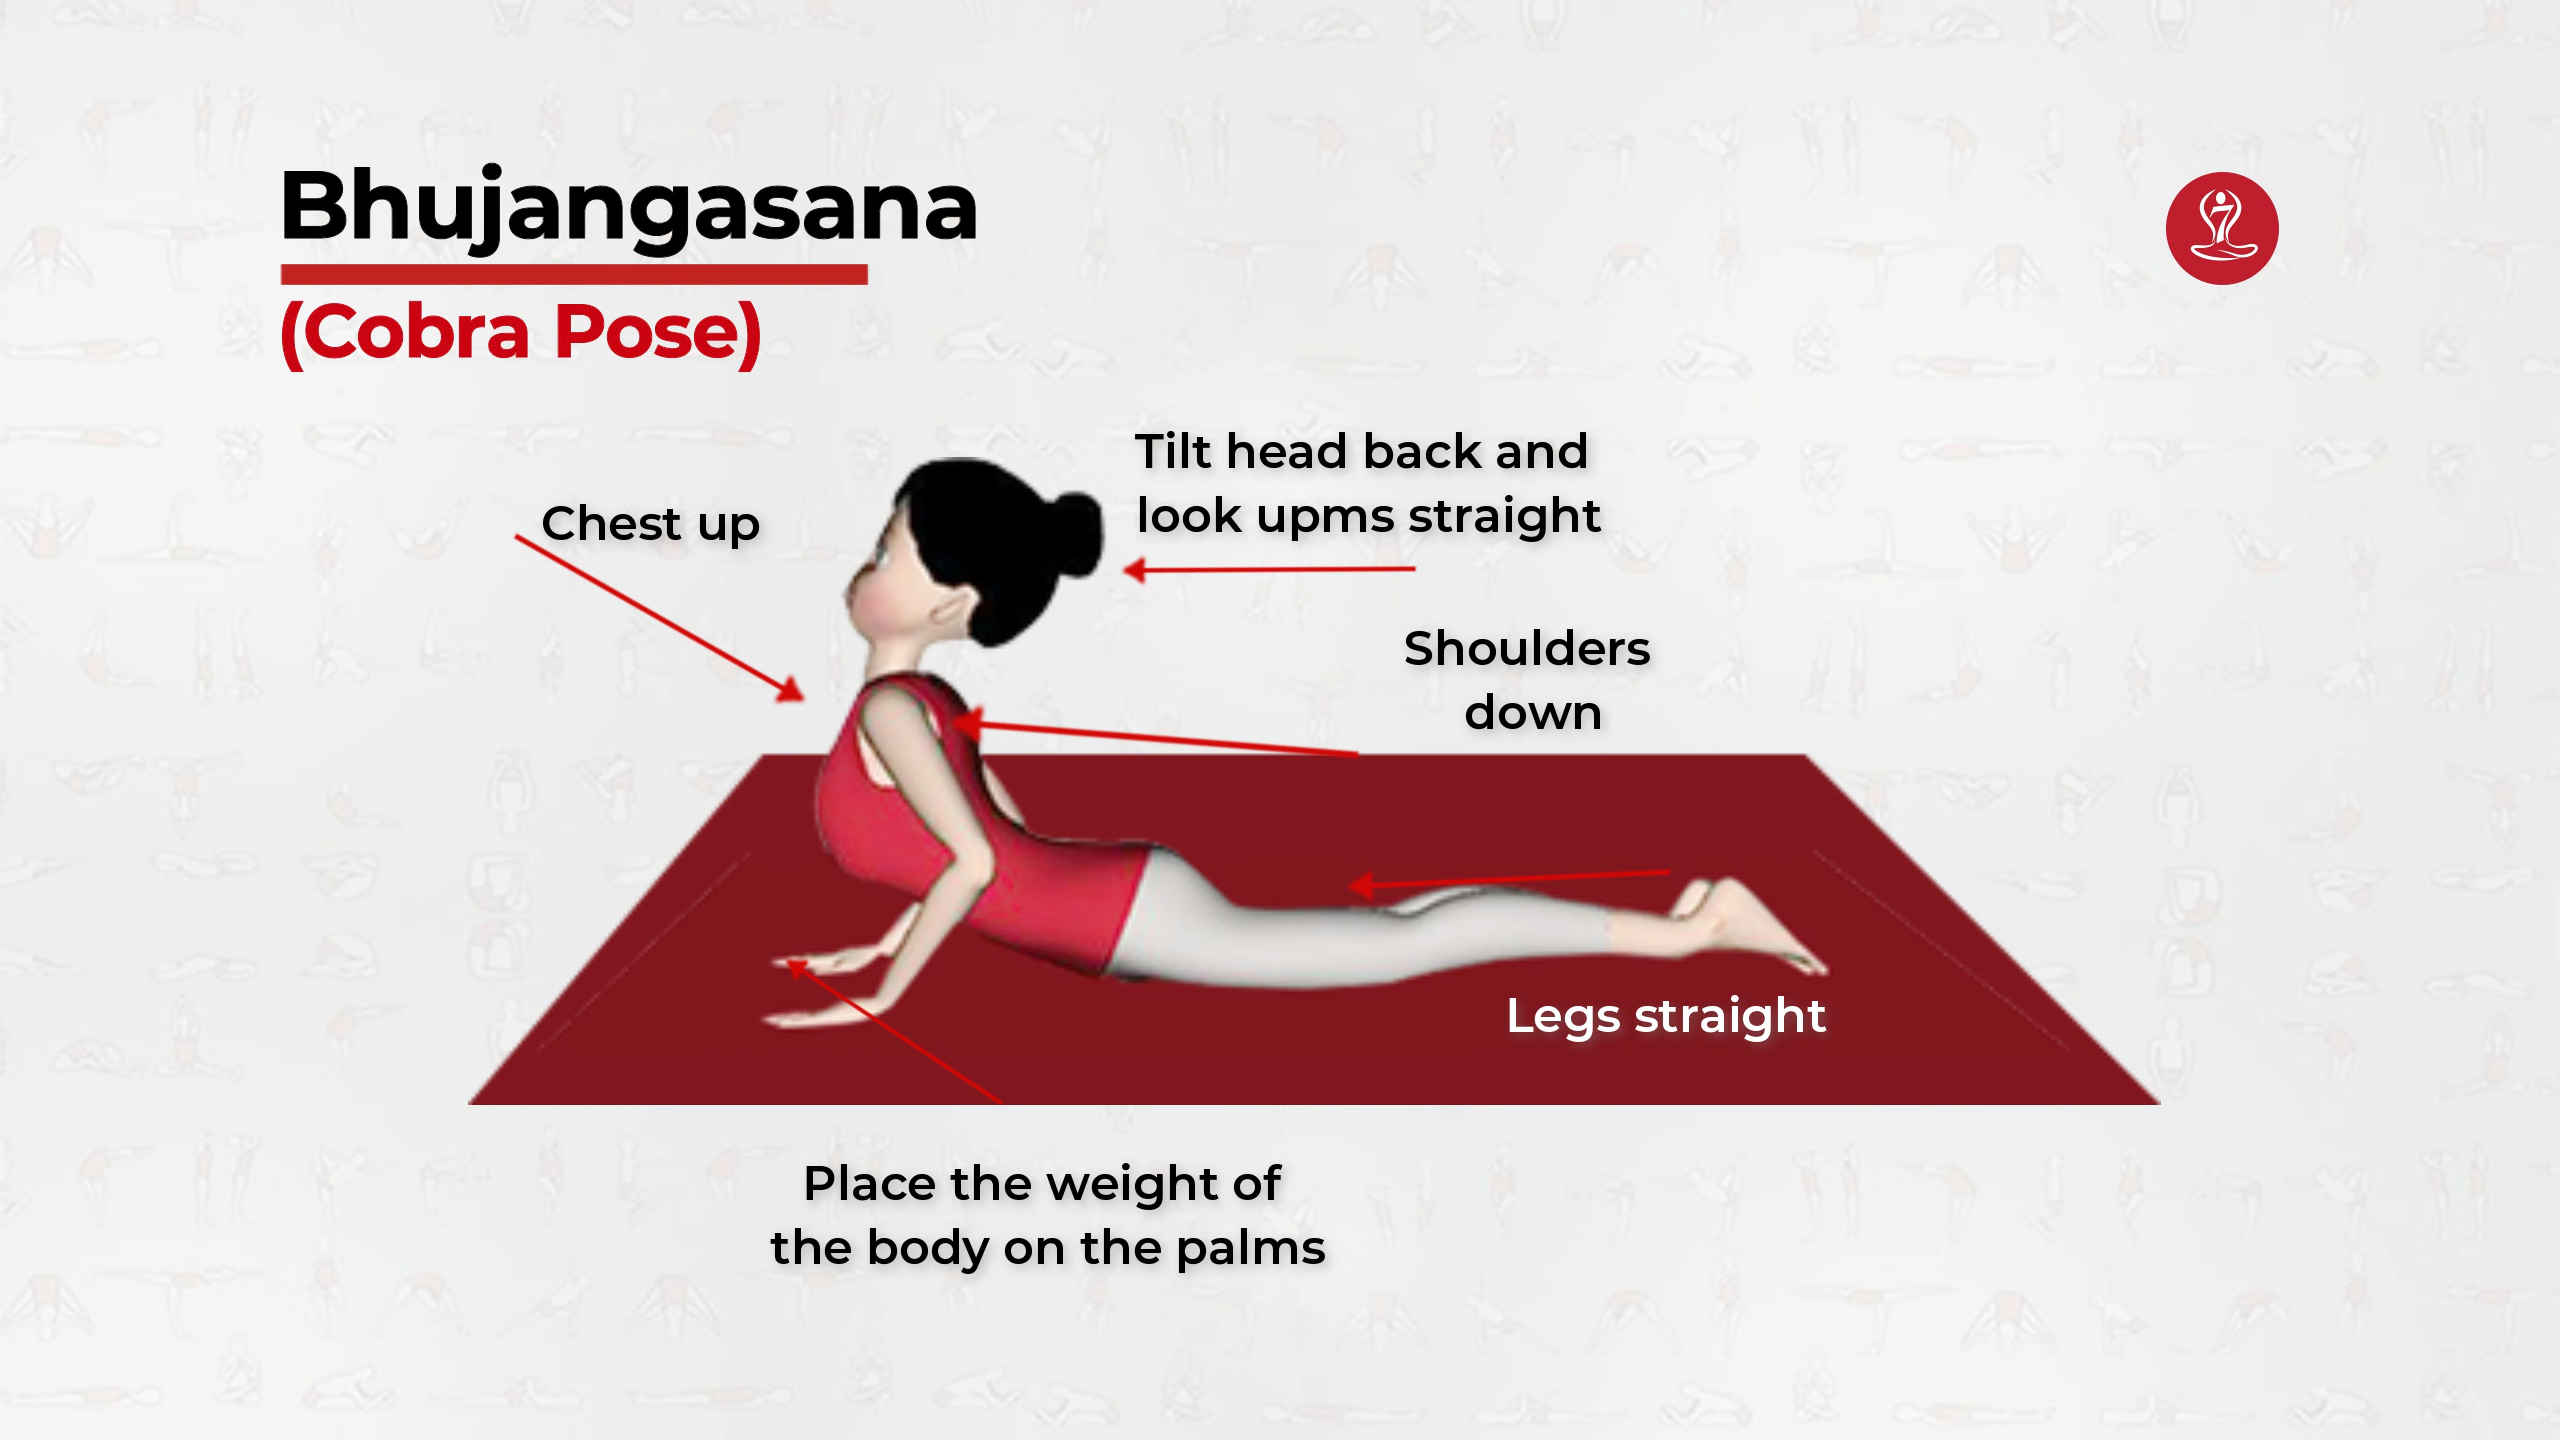 Bhujangasana
(Cobra Pose)
Tilt head back and
look upms straight
Chest up
Shoulders
down
Legs straight
Place the weight of
the body on the palms